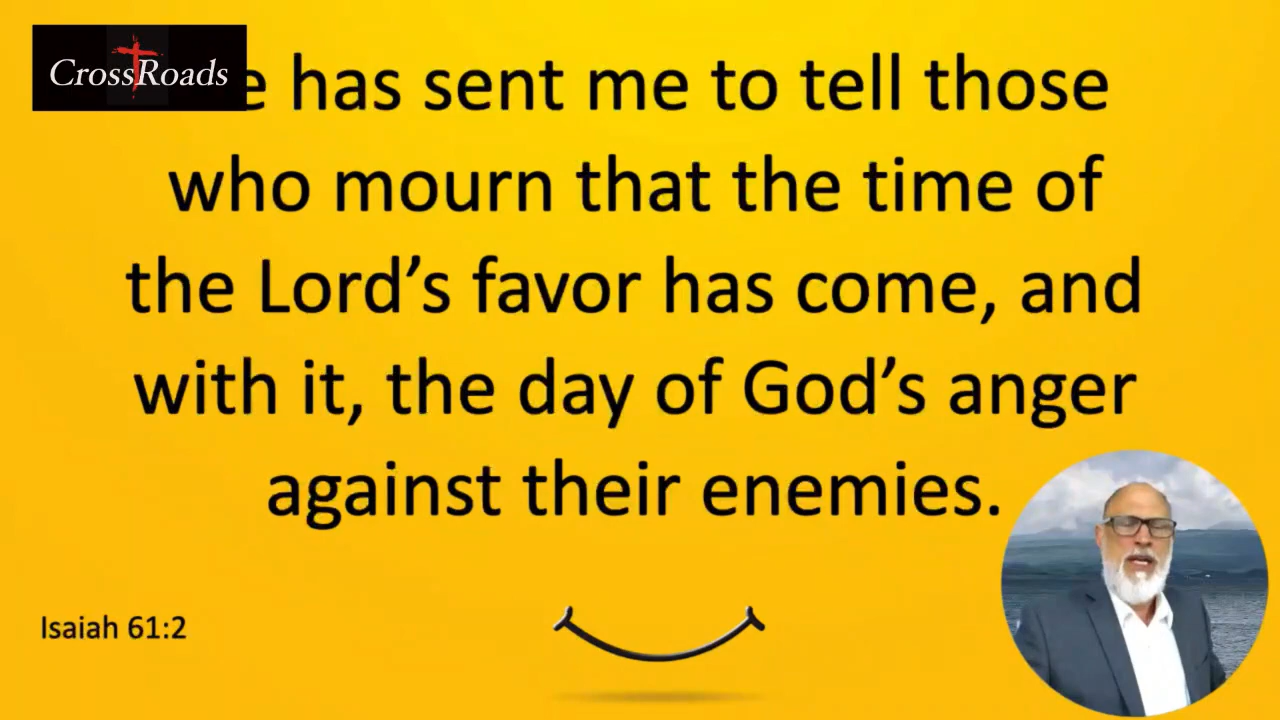 CrossRoads
e has sent me to tell those
who mourn that the time of
the Lord’s favor has come, and
with it, the day of God’s anger
against their enemies.
Isaiah 61:2